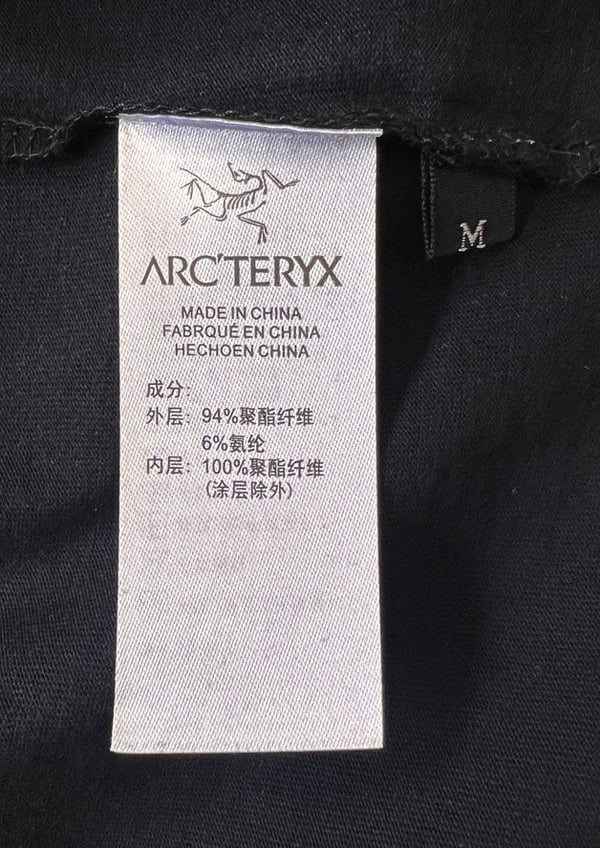 ARC'TERYX
MADE IN CHINA
FABRQUÉ EN CHINA
HECHOEN CHINA
成分:
外层: 94%聚酯纤维
6%氨纶
内层: 100%聚酯纤维
(涂层除外)
M